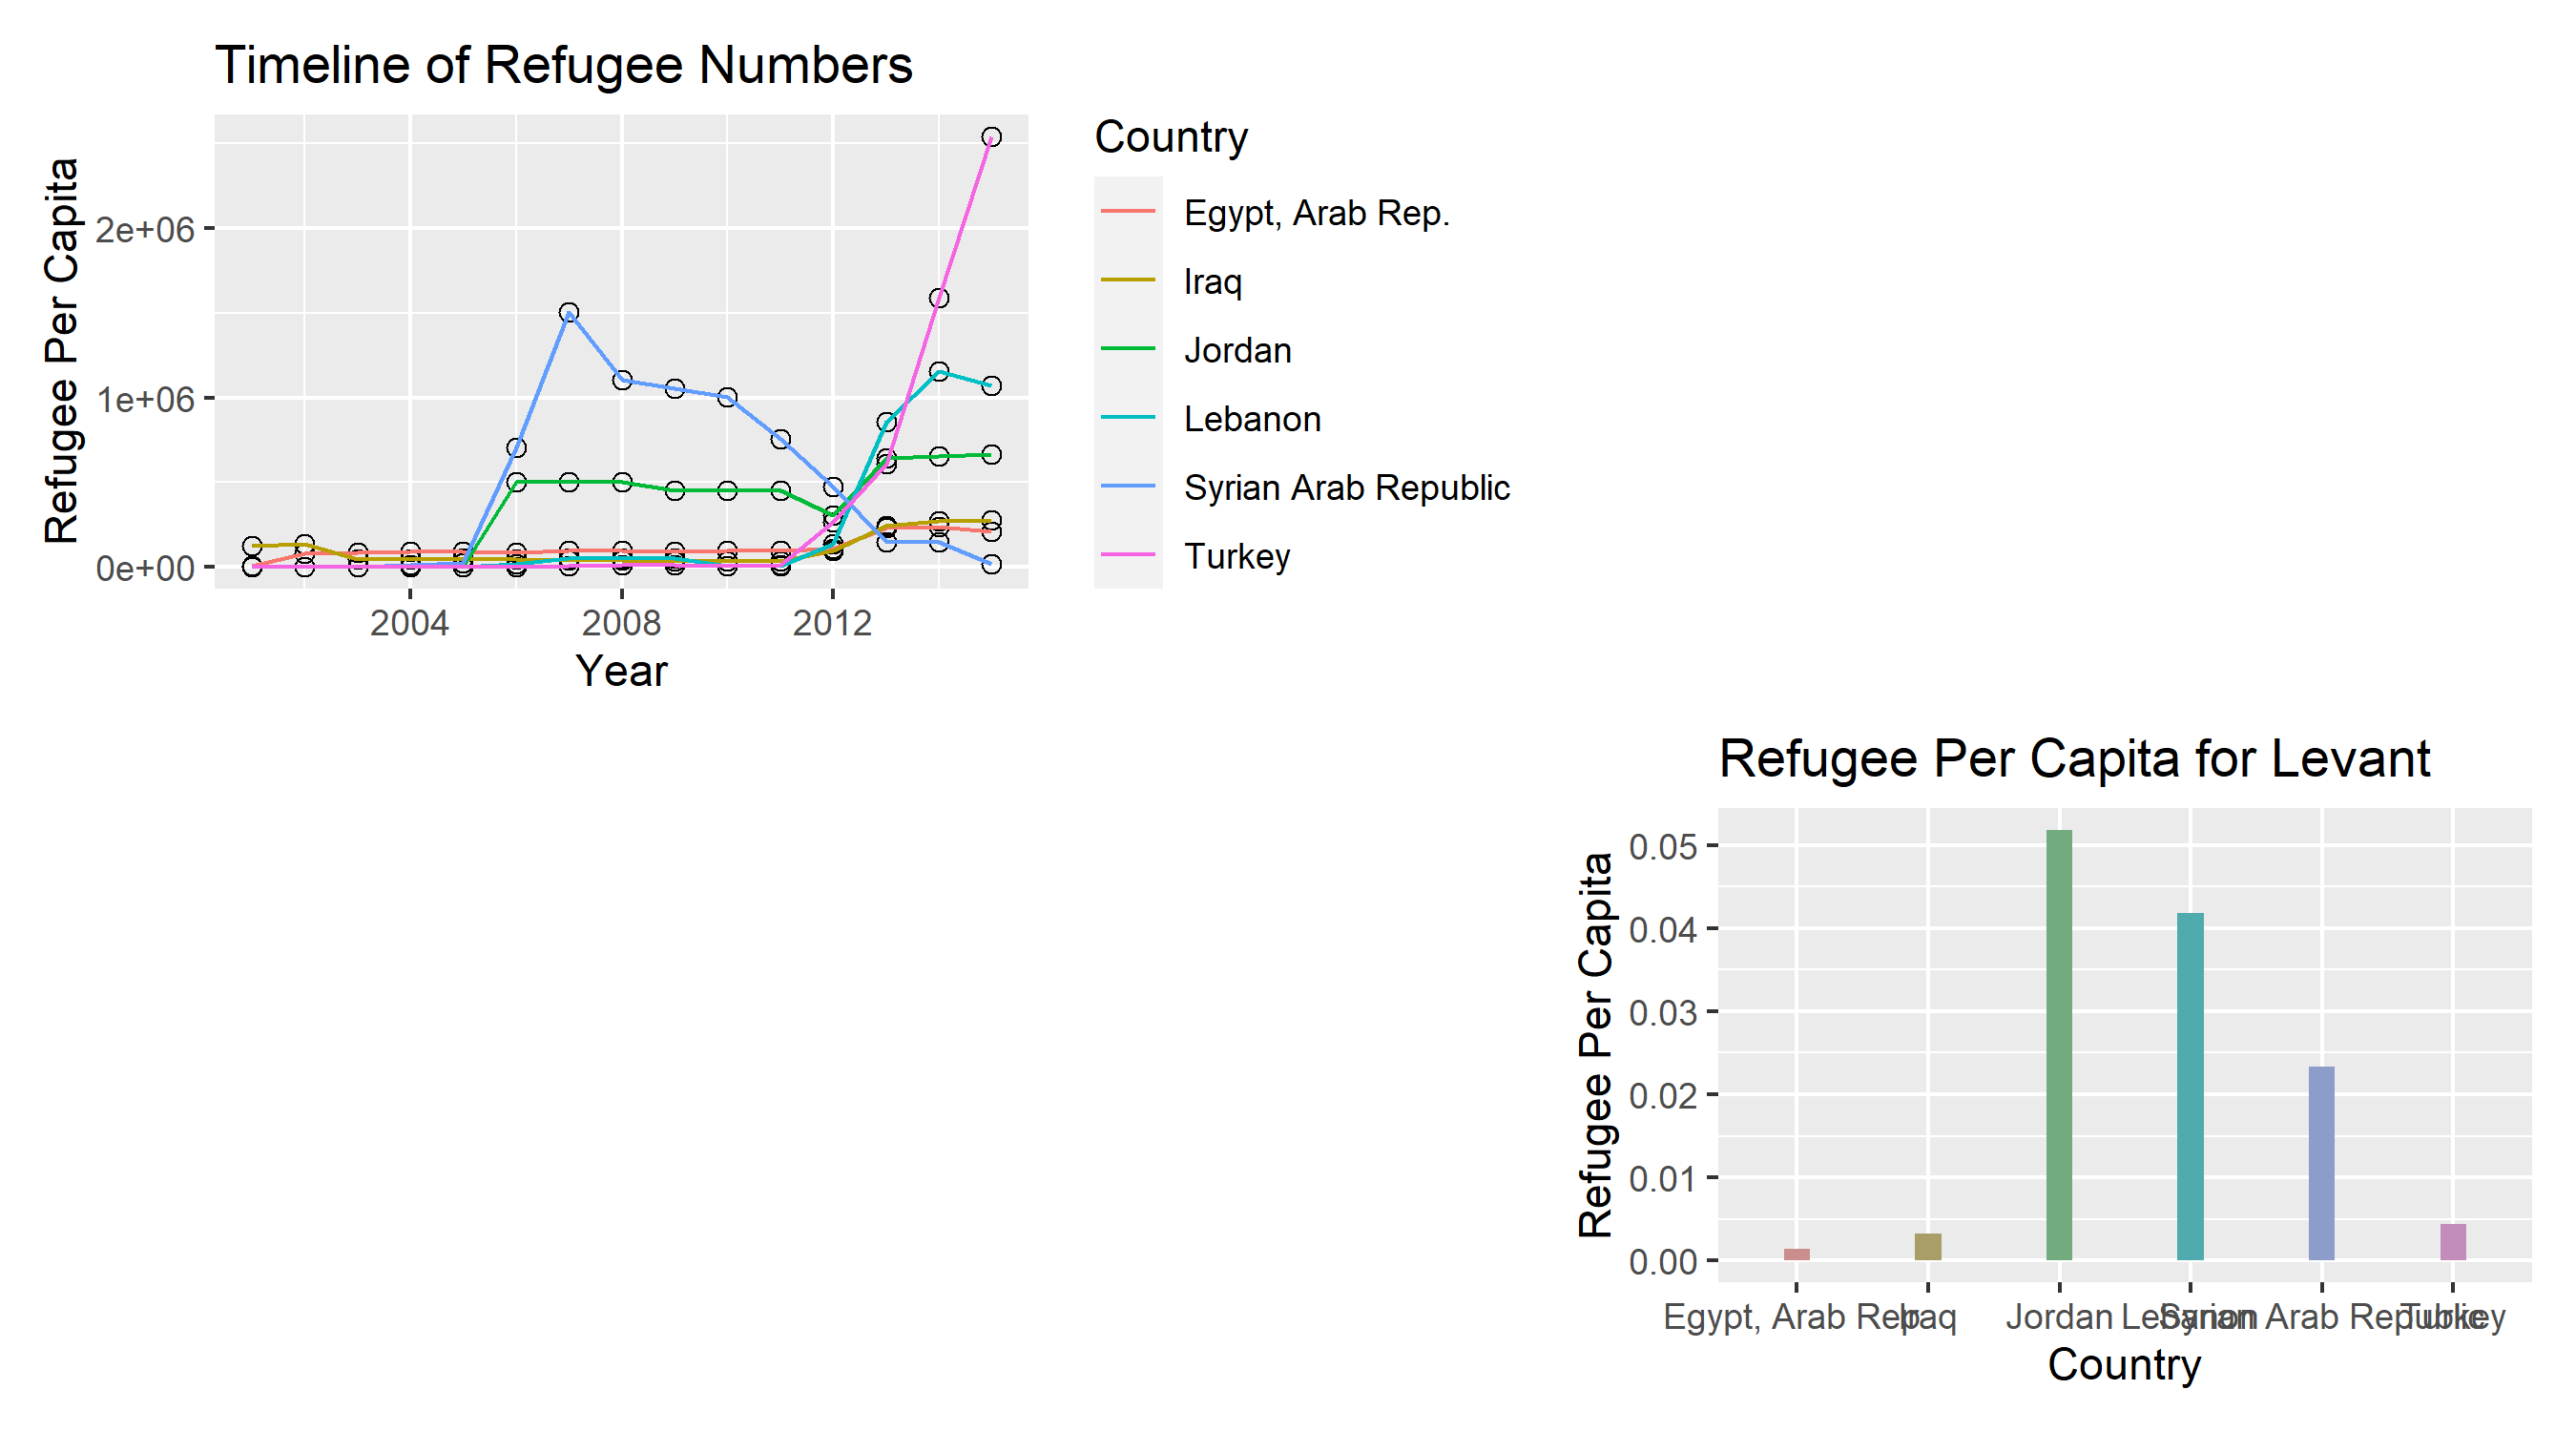 Timeline of Refugee Numbers
Refugee Per Capita
2e+06
1e+06
0e+00
2004 2008 2012
Year
Country
Egypt, Arab Rep.
Iraq
Jordan
Lebanon
Syrian Arab Republic
Turkey
Refugee Per Capita for Levant
Refugee Per Capita
0.05
0.04
0.03
0.02
0.01
0.00
Egypt, Arab Rep. Iraq Jordan Lebanon Syrian Arab Republic Turkey
Country